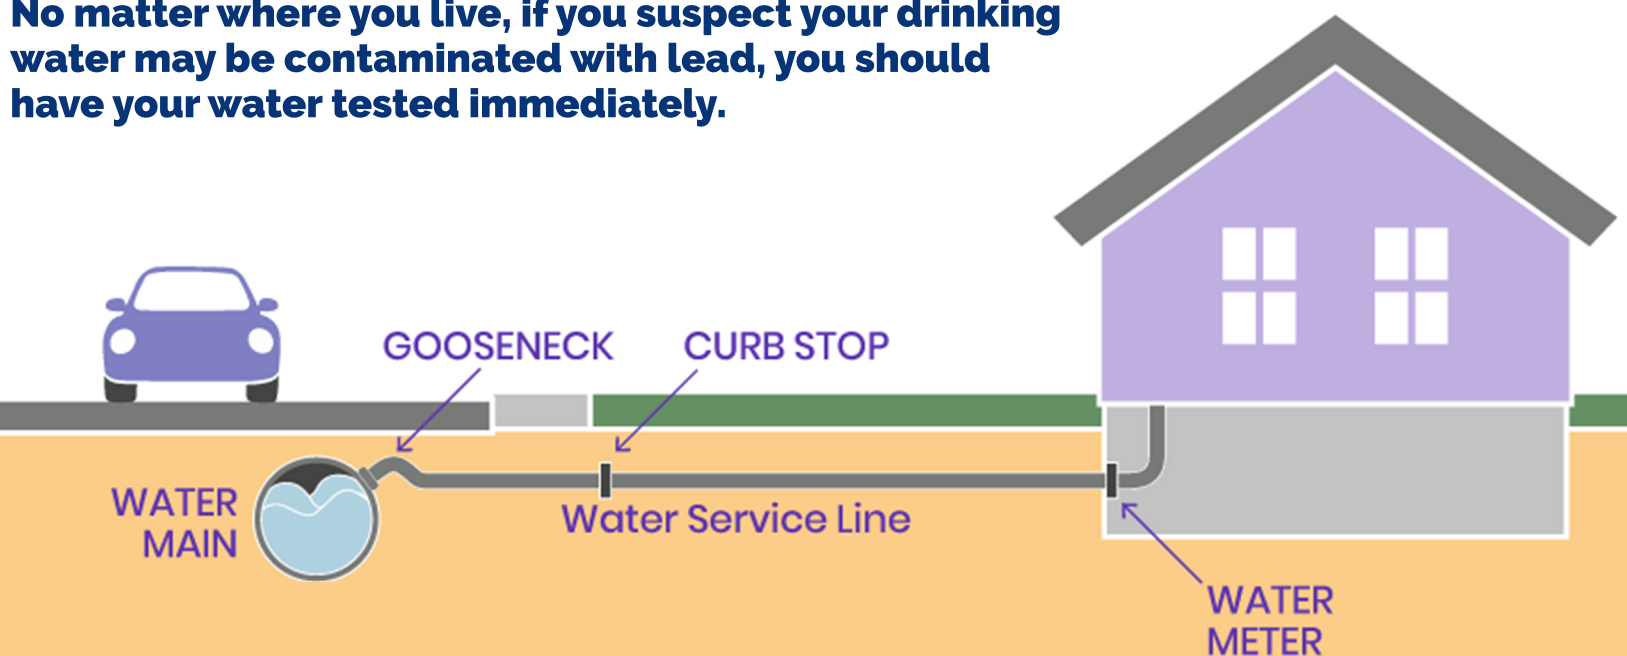 No matter where you live, if you suspect your drinking
water may be contaminated with lead, you should
have your water tested immediately.
GOOSENECK
CURB STOP
WATER
MAIN
Water Service Line
WATER
METER